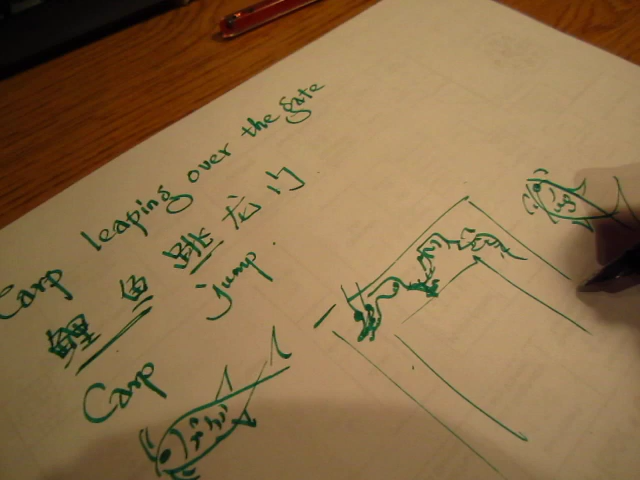 Carp leaping over the gate
鲤鱼跳龙门
Carp jump.